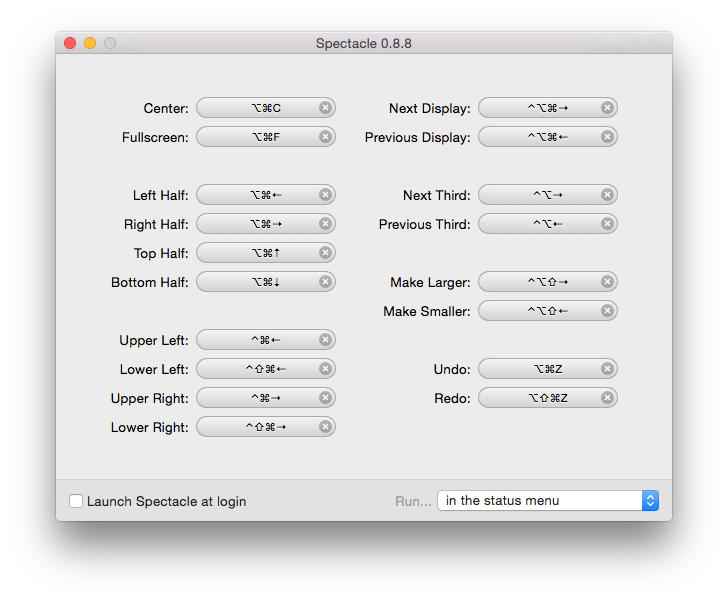 Spectacle 0.8.8
Center: ⌥⌘C
Fullscreen: ⌥⌘F
Left Half: ⌥⌘←
Right Half: ⌥⌘→
Top Half: ⌥⌘↑
Bottom Half: ⌥⌘↓
Upper Left: ^⌘←
Lower Left: ^⇧⌘←
Upper Right: ^⌘→
Lower Right: ^⇧⌘→
Next Display: ^⌥⌘→
Previous Display: ^⌥⌘←
Next Third: ^⌥→
Previous Third: ^⌥←
Make Larger: ^⌥⇧→
Make Smaller: ^⌥⇧←
Undo: ⌥⌘Z
Redo: ⌥⇧⌘Z
Launch Spectacle at login
Run... in the status menu